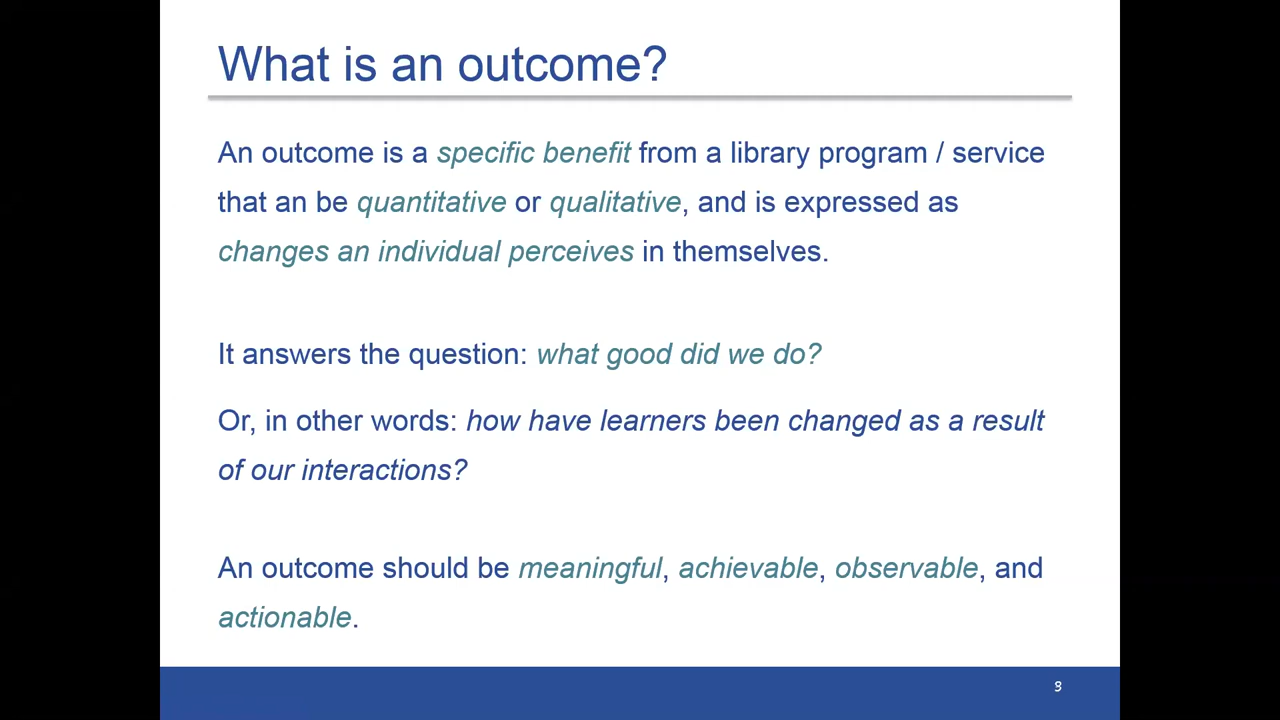 What is an outcome?
An outcome is a specific benefit from a library program / service
that an be quantitative or qualitative, and is expressed as
changes an individual perceives in themselves.
It answers the question: what good did we do?
Or, in other words: how have learners been changed as a result
of our interactions?
An outcome should be meaningful, achievable, observable, and
actionable.